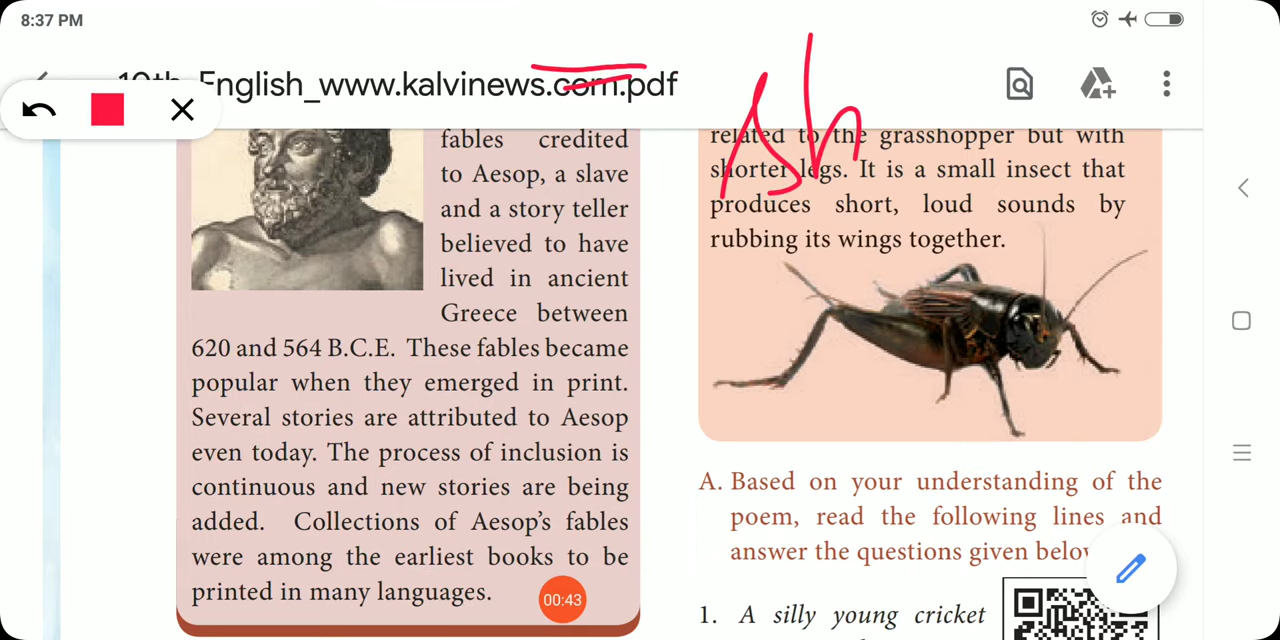 8:37 PM
10th_English_www.kalvinews.com.pdf
sh
fables credited
to Aesop, a slave
and a story teller
believed to have
lived in ancient
Greece between
620 and 564 B.C.E. These fables became
popular when they emerged in print.
Several stories are attributed to Aesop
even today. The process of inclusion is
continuous and new stories are being
added. Collections of Aesop's fables
were among the earliest books to be
printed in many languages.
00:43
related to the grasshopper but with
shorter legs. It is a small insect that
produces short, loud sounds by
rubbing its wings together.
A. Based on your understanding of the
poem, read the following lines and
answer the questions given below
1. A silly young cricket